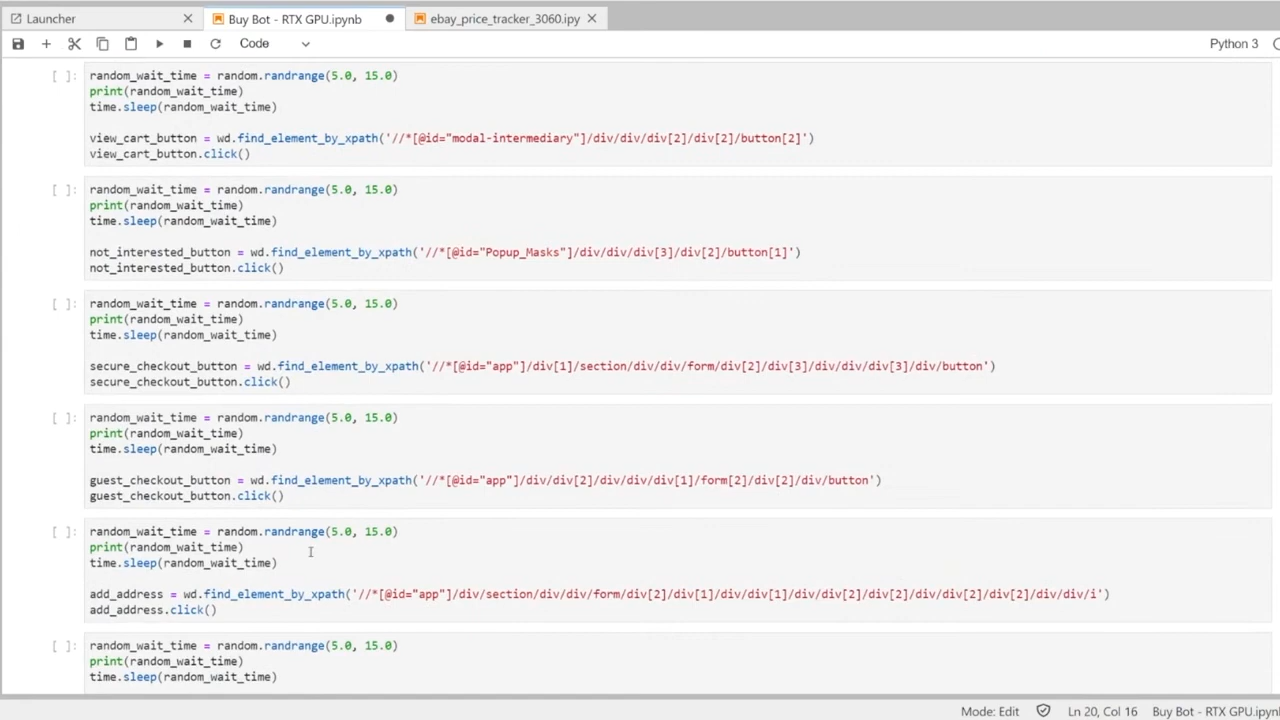 Launcher
Buy Bot - RTX GPU.ipynb
ebay_price_tracker_3060.ipy
Code
Python 3
[ ]:
random_wait_time = random.randrange(5.0, 15.0)
print(random_wait_time)
time.sleep(random_wait_time)
view_cart_button = wd.find_element_by_xpath('//*[@id="modal-intermediary"]/div/div/div[2]/div[2]/button[2]')
view_cart_button.click()
[ ]:
random_wait_time = random.randrange(5.0, 15.0)
print(random_wait_time)
time.sleep(random_wait_time)
not_interested_button = wd.find_element_by_xpath('//*[@id="Popup_Masks"]/div/div/div[3]/div[2]/button[1]')
not_interested_button.click()
[ ]:
random_wait_time = random.randrange(5.0, 15.0)
print(random_wait_time)
time.sleep(random_wait_time)
secure_checkout_button = wd.find_element_by_xpath('//*[@id="app"]/div[1]/section/div/div/form/div[2]/div[3]/div/div/div[3]/div/button')
secure_checkout_button.click()
[ ]:
random_wait_time = random.randrange(5.0, 15.0)
print(random_wait_time)
time.sleep(random_wait_time)
guest_checkout_button = wd.find_element_by_xpath('//*[@id="app"]/div/div[2]/div/div/div[1]/form[2]/div[2]/div/button')
guest_checkout_button.click()
[ ]:
random_wait_time = random.randrange(5.0, 15.0)
print(random_wait_time)
time.sleep(random_wait_time)
add_address = wd.find_element_by_xpath('//*[@id="app"]/div/section/div/div/form/div[2]/div[1]/div/div[1]/div/div[2]/div[2]/div/div[2]/div[2]/div/div/i')
add_address.click()
[ ]:
random_wait_time = random.randrange(5.0, 15.0)
print(random_wait_time)
time.sleep(random_wait_time)
Mode: Edit
Ln 20, Col 16
Buy Bot - RTX GPU.ipyn